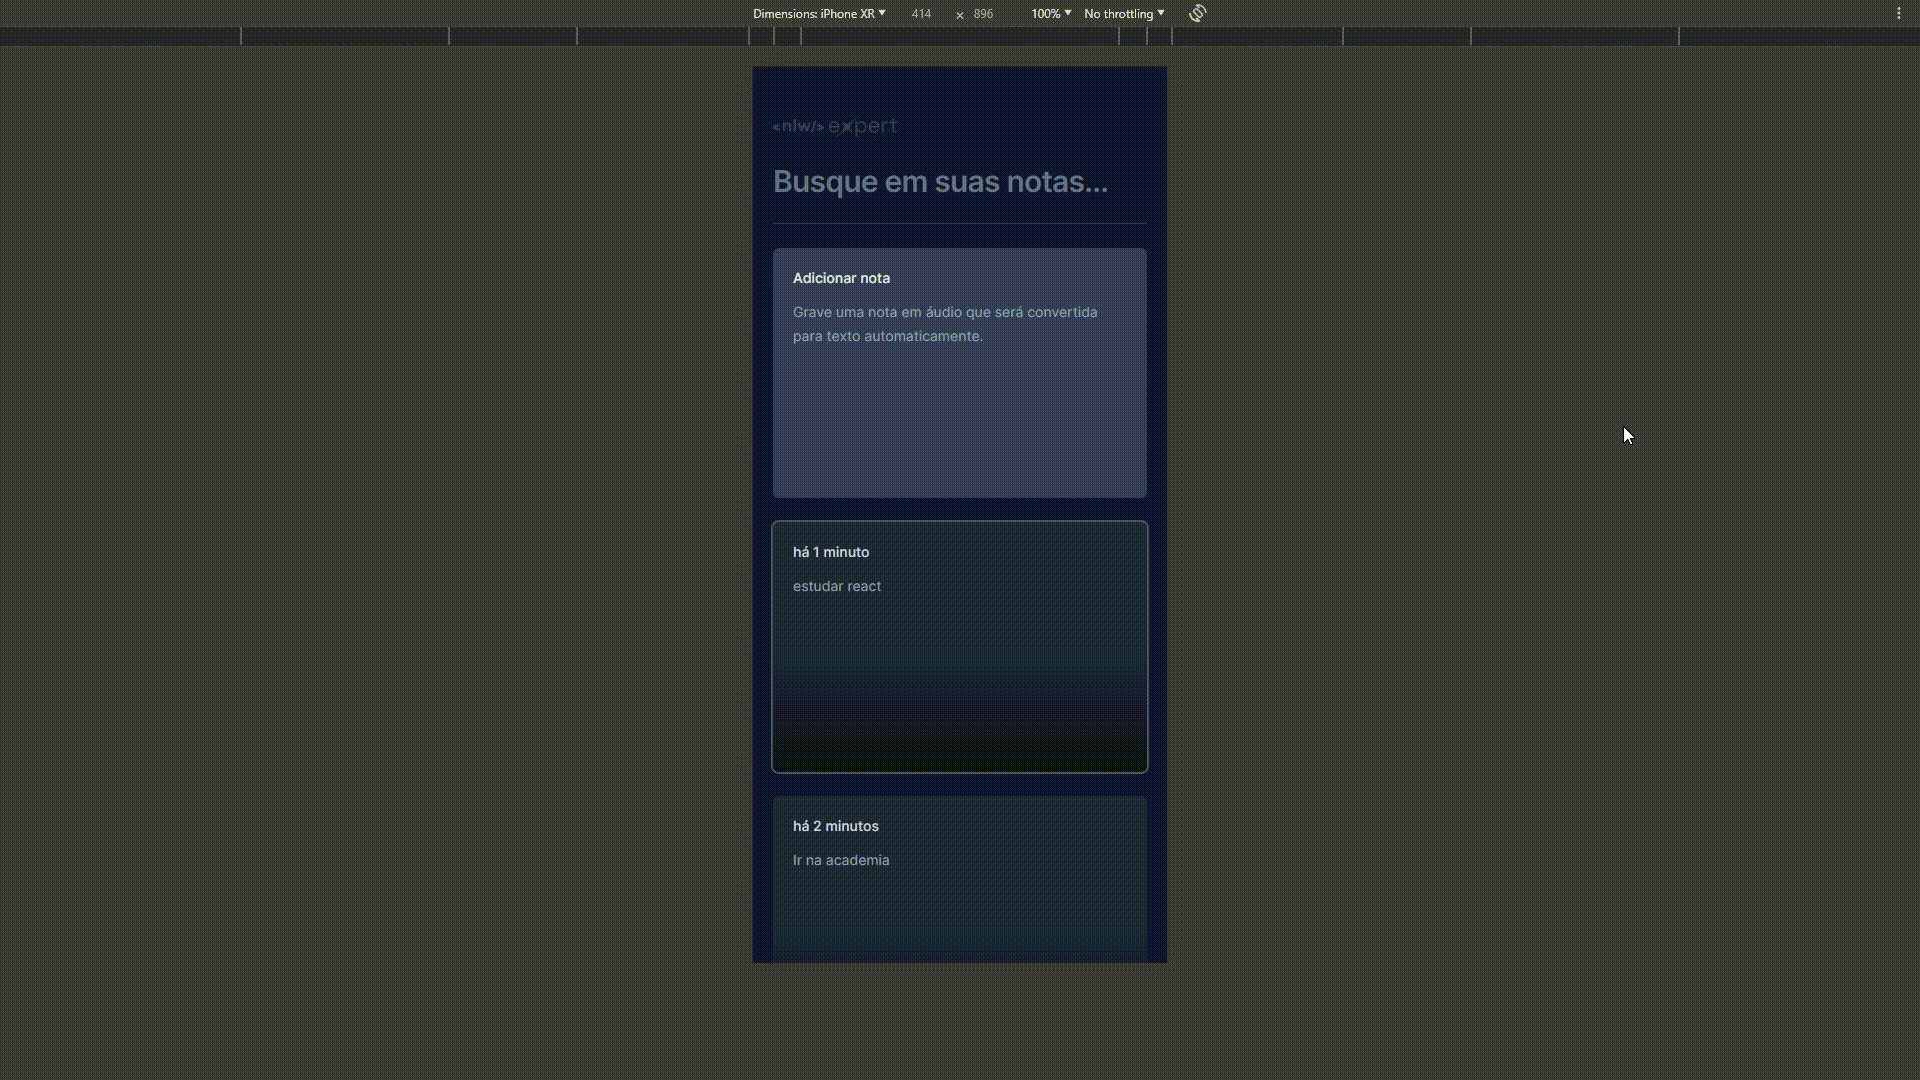 Dimensions: iPhone XR 414 × 896 100% No throttling
<nlw/> expert
Busque em suas notas...
Adicionar nota
Grave uma nota em áudio que será convertida
para texto automaticamente.
há 1 minuto
estudar react
há 2 minutos
Ir na academia